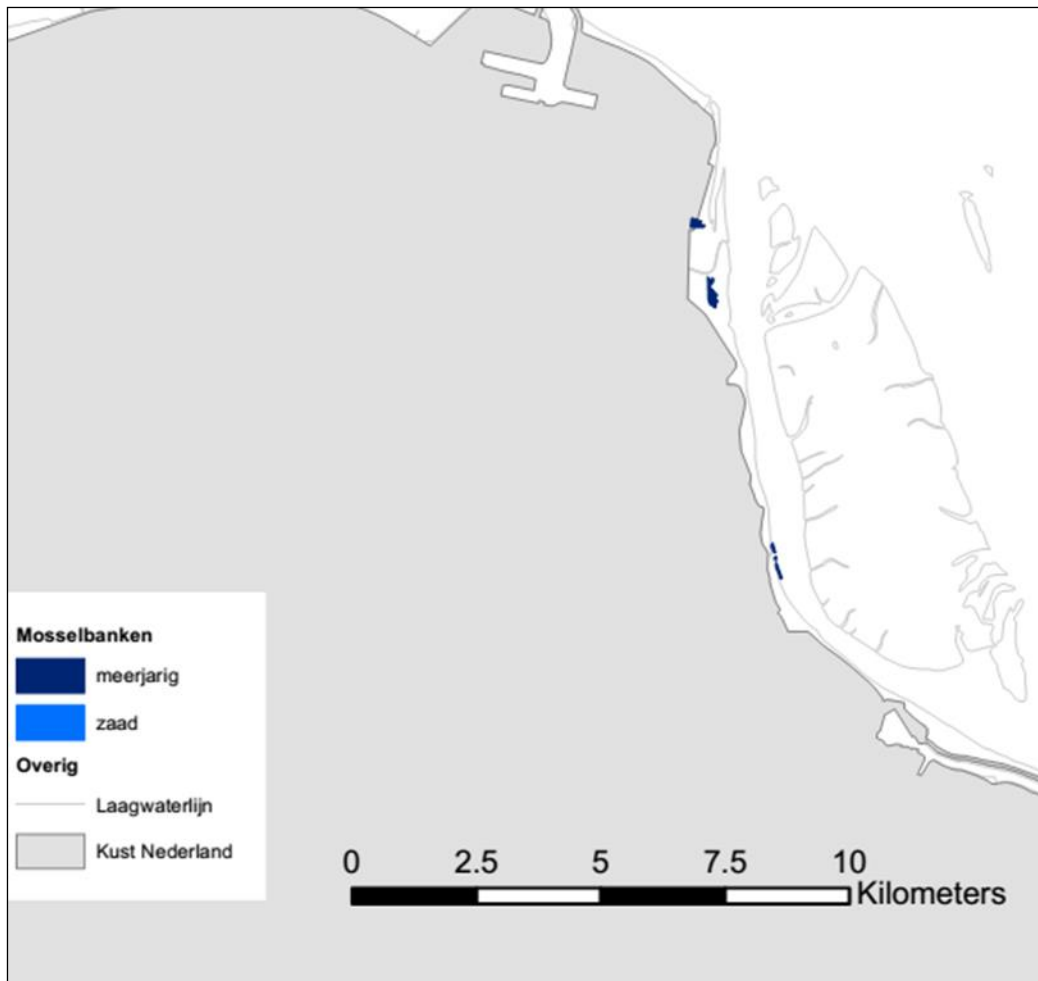 Mosselbanken
meerjarig
zaad
Overig
Laagwaterlijn
Kust Nederland
0 2.5 5 7.5 10
Kilometers